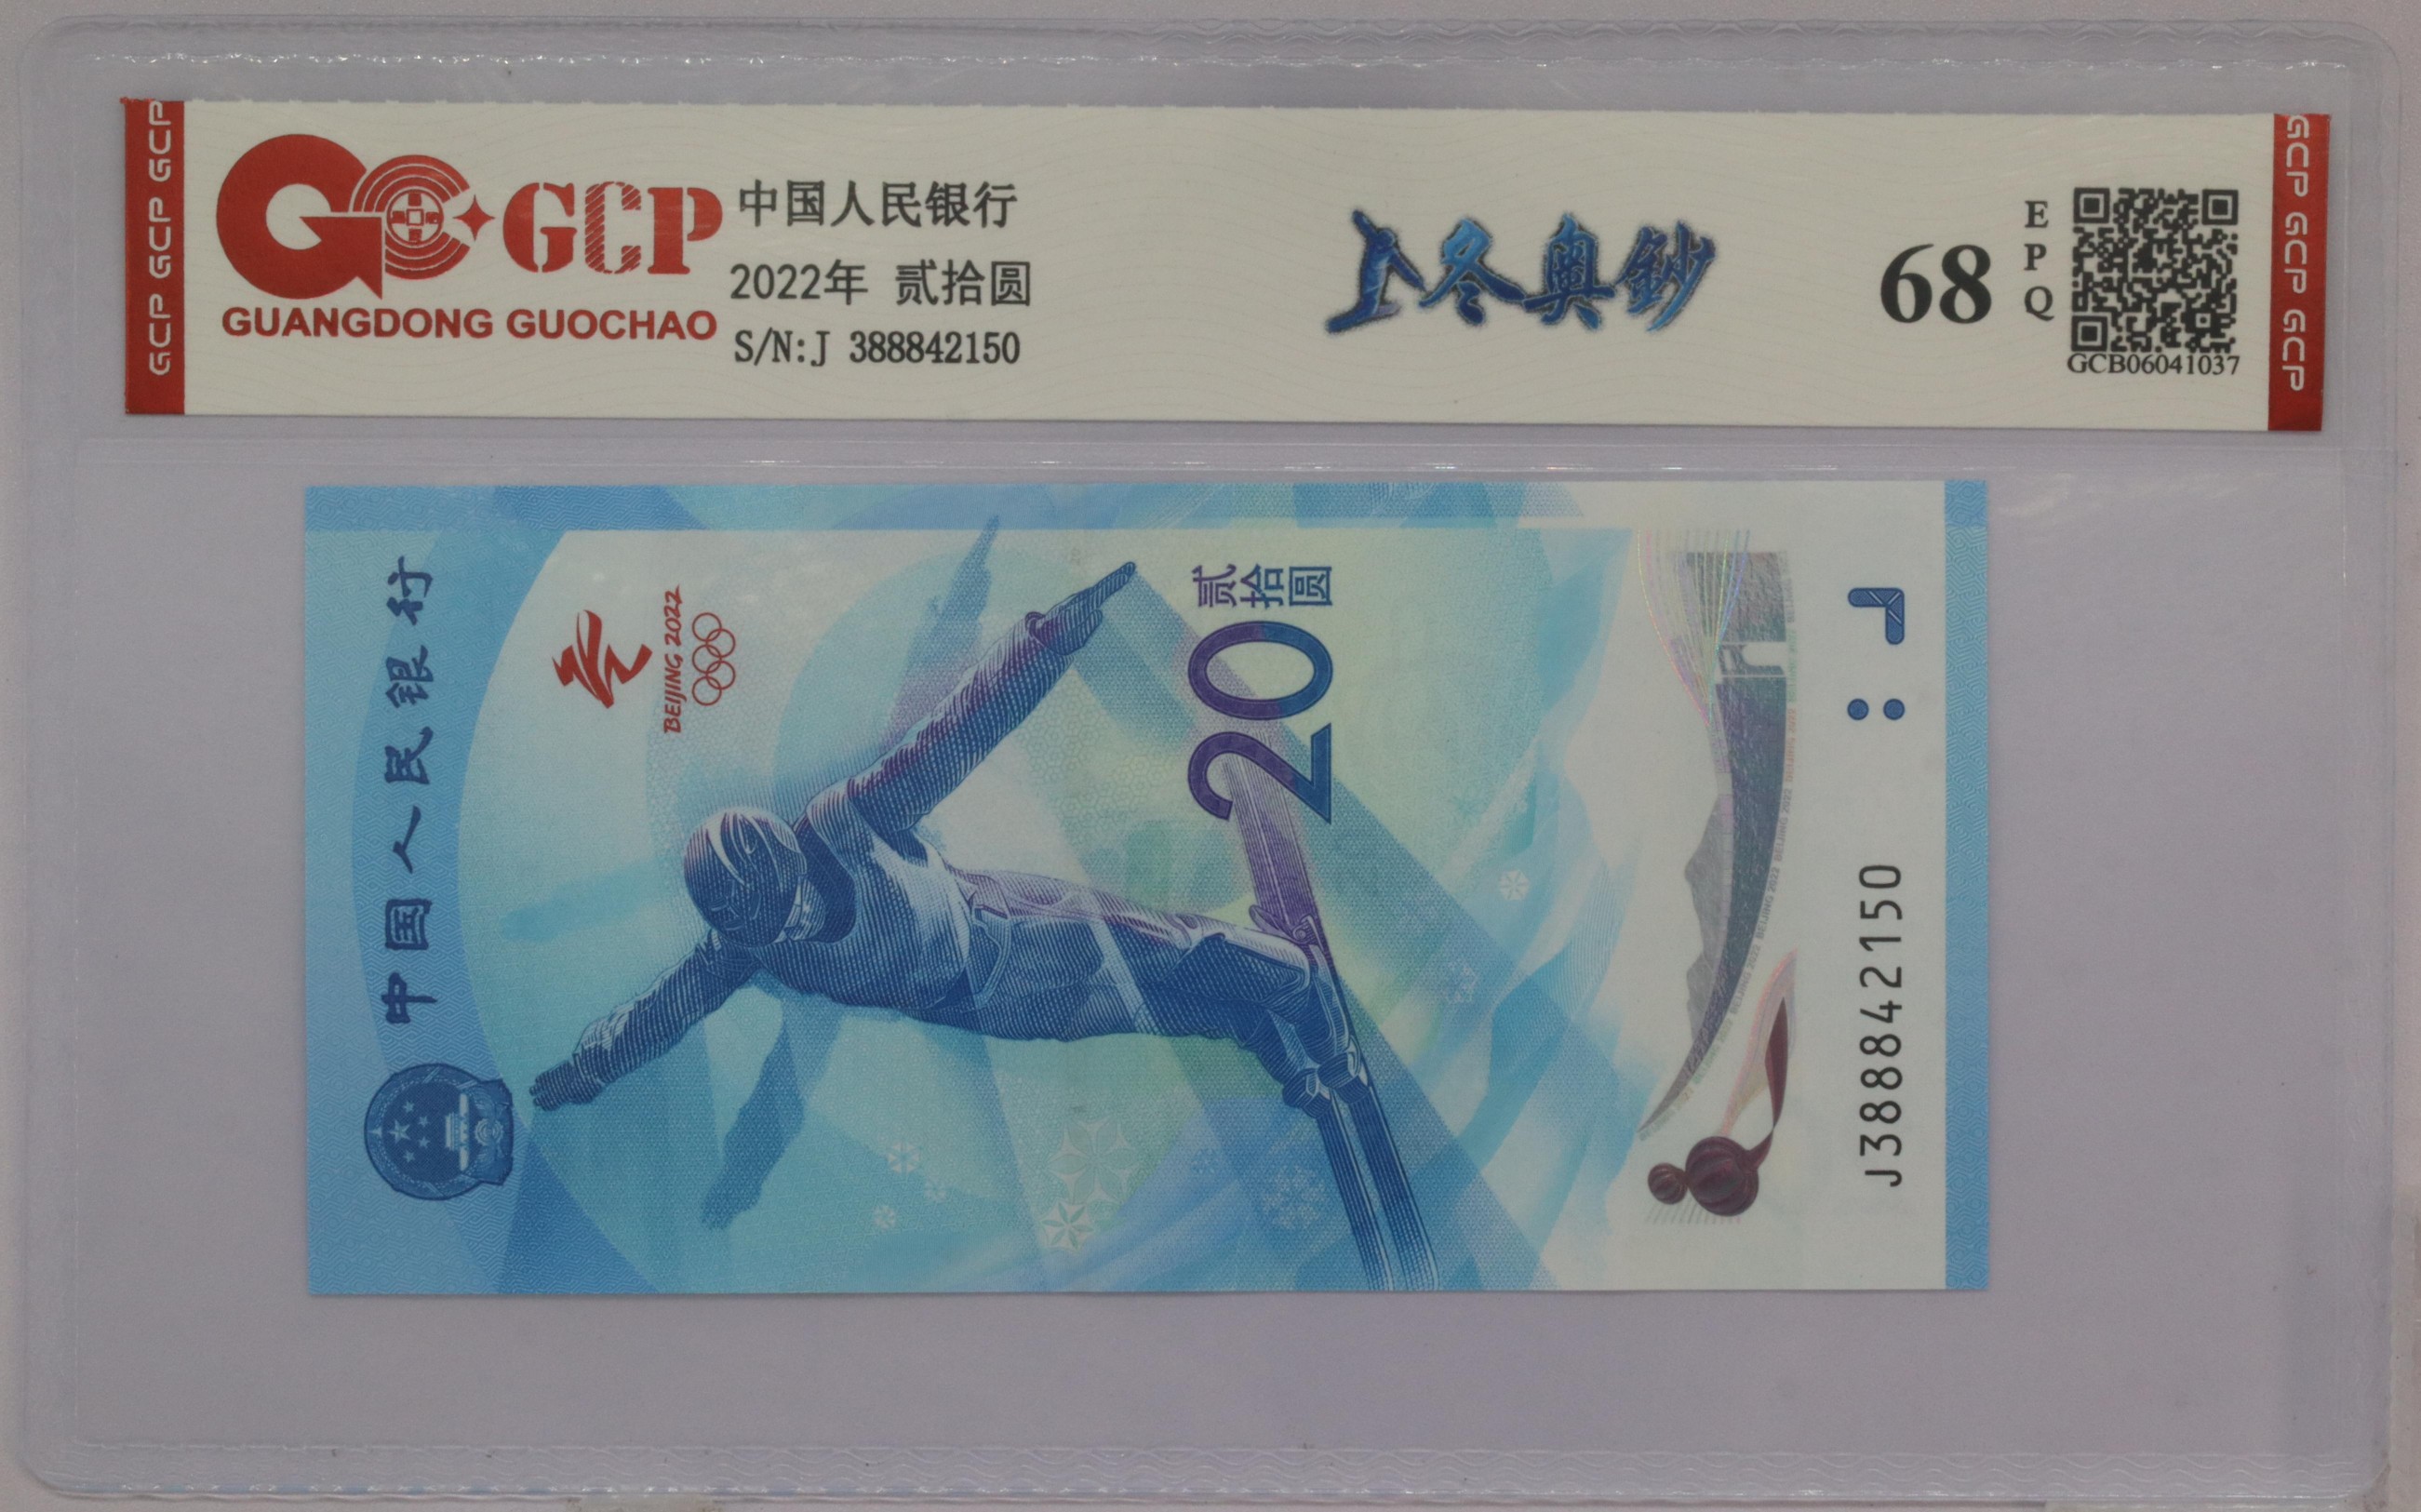 GCP GCP GCP
GCP
GUANGDONG GUOCHAO
中国人民银行
2022年 贰拾圆
S/N:J 388842150
冬奥鈔
68
EPQ
GCB06041037
GCP GCP GCP
中国人民银行
BEIJING 2022
贰拾圆
20
J388842150